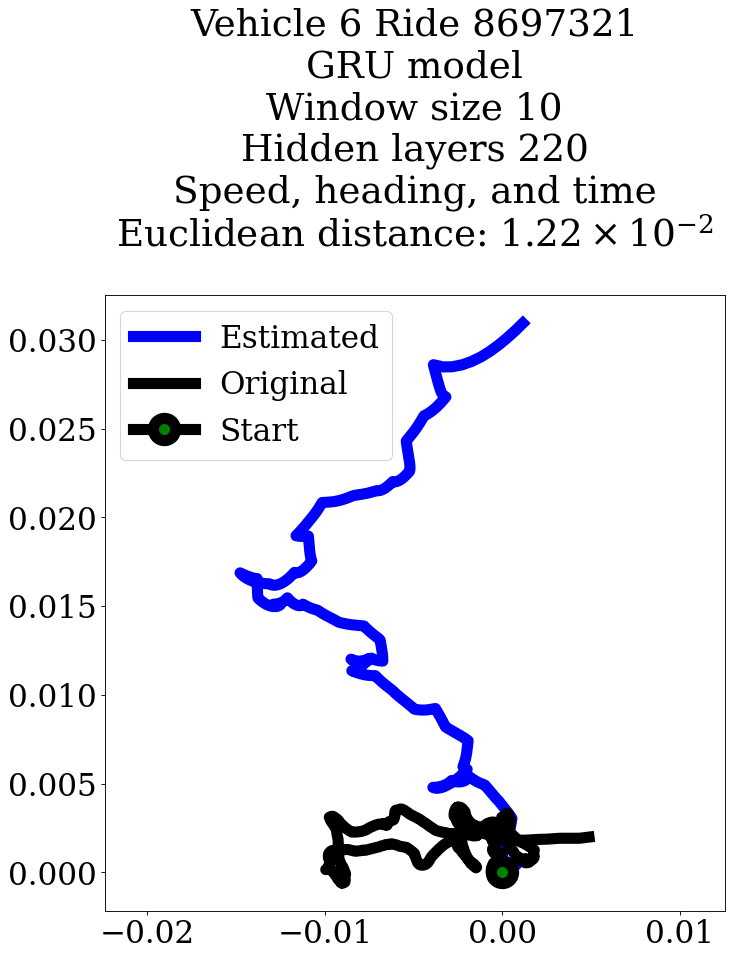 Vehicle 6 Ride 8697321
GRU model
Window size 10
Hidden layers 220
Speed, heading, and time
Euclidean distance: 1.22 × 10⁻²
Estimated
Original
Start
0.030
0.025
0.020
0.015
0.010
0.005
0.000
−0.02 −0.01 0.00 0.01